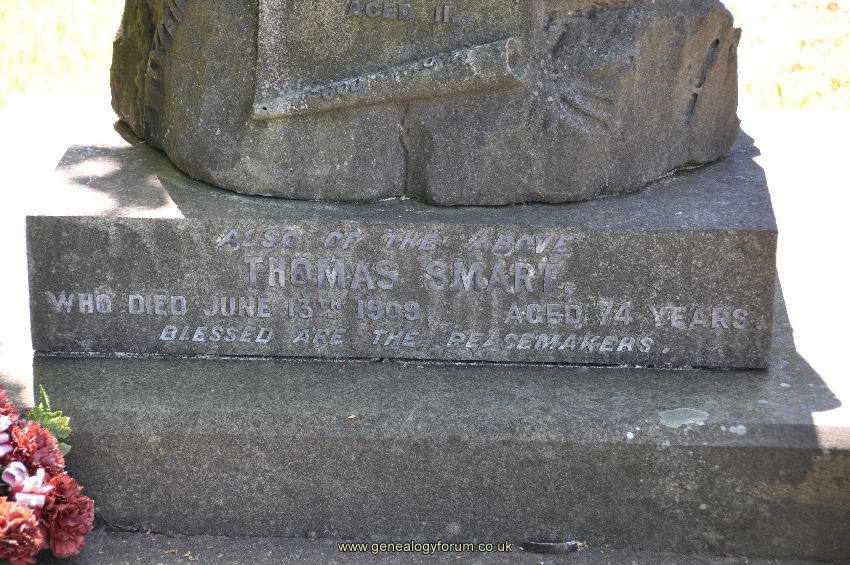 AGED 11.
ALSO OF THE ABOVE
THOMAS SMART,
WHO DIED JUNE 13TH 1909, AGED 74 YEARS.
BLESSED ARE THE PEACEMAKERS.
www.genealogyforum.co.uk